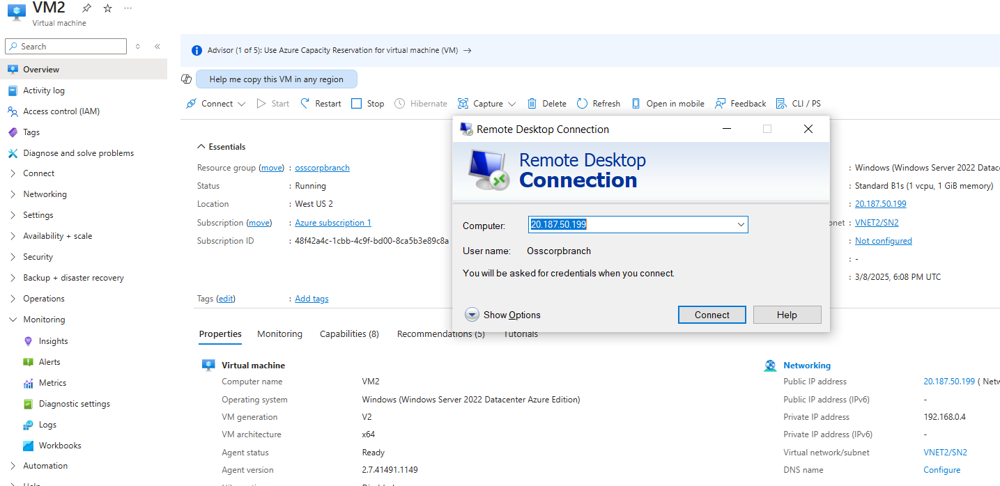 VM2
Virtual machine
Search
Overview
Activity log
Access control (IAM)
Tags
Diagnose and solve problems
Connect
Networking
Settings
Availability + scale
Security
Backup + disaster recovery
Operations
Monitoring
Insights
Alerts
Metrics
Diagnostic settings
Logs
Workbooks
Automation
Help
Advisor (1 of 5): Use Azure Capacity Reservation for virtual machine (VM) →
Help me copy this VM in any region
Connect Start Restart Stop Hibernate Capture Delete Refresh Open in mobile Feedback CLI / PS
Essentials
Resource group (move) : osscorpbranch
Status : Running
Location : West US 2
Subscription (move) : Azure subscription 1
Subscription ID : 48f42a4c-1cbb-4c9f-bd00-8ca5b3e89c8a
Tags (edit) : Add tags
: Windows (Windows Server 2022 Datac
: Standard B1s (1 vcpu, 1 GiB memory)
: 20.187.50.199
: VNET2/SN2
: Not configured
: -
: 3/8/2025, 6:08 PM UTC
Remote Desktop Connection
Remote Desktop
Connection
Computer: 20.187.50.199
User name: Osscorpbranch
You will be asked for credentials when you connect.
Show Options
Connect Help
Properties Monitoring Capabilities (8) Recommendations (5) Tutorials
Virtual machine
Computer name VM2
Operating system Windows (Windows Server 2022 Datacenter Azure Edition)
VM generation V2
VM architecture x64
Agent status Ready
Agent version 2.7.41491.1149
Networking
Public IP address 20.187.50.199 ( Netw
Public IP address (IPv6) -
Private IP address 192.168.0.4
Private IP address (IPv6) -
Virtual network/subnet VNET2/SN2
DNS name Configure